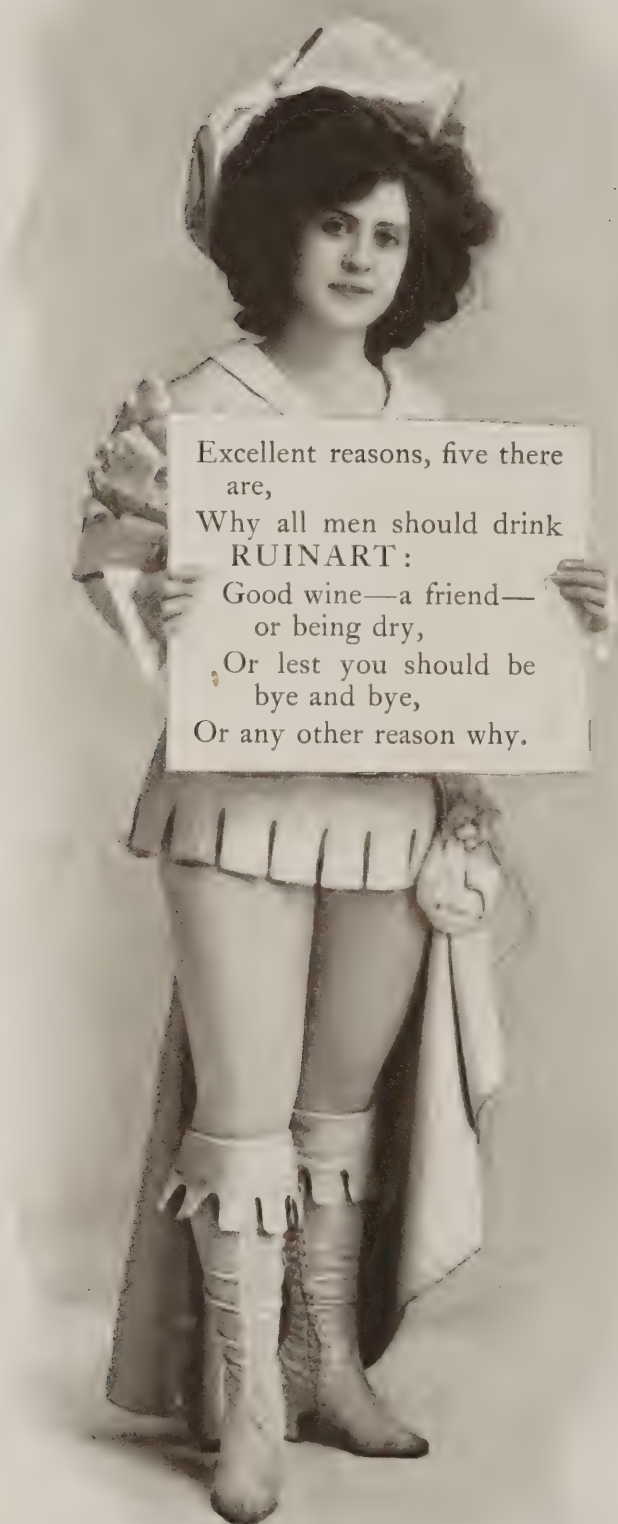 Excellent reasons, five there
are,
Why all men should drink
RUINART:
Good wine—a friend—
or being dry,
Or lest you should be
bye and bye,
Or any other reason why.